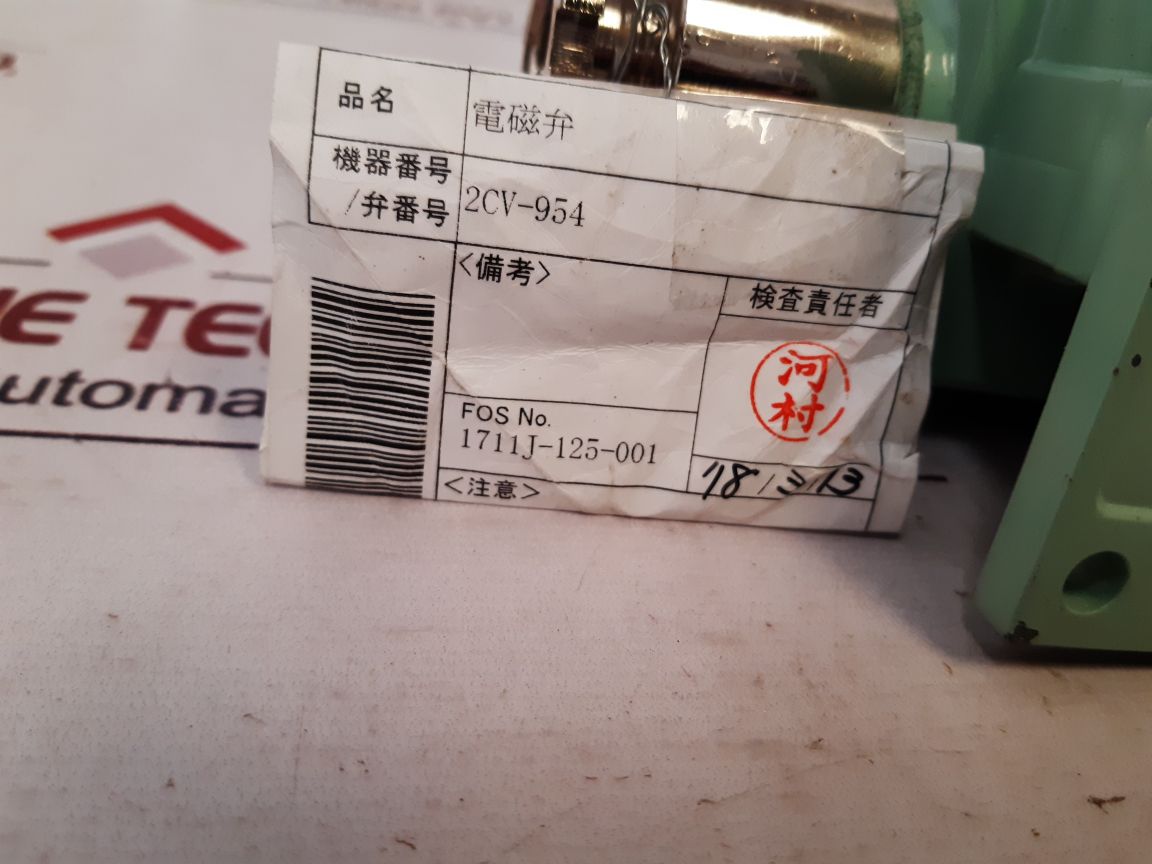 品名
電磁弁
機器番号
/弁番号
2CV-954
<備考>
検査責任者
河村
FOS No.
1711J-125-001
'18/3/13
<注意>
E TEC
utoma